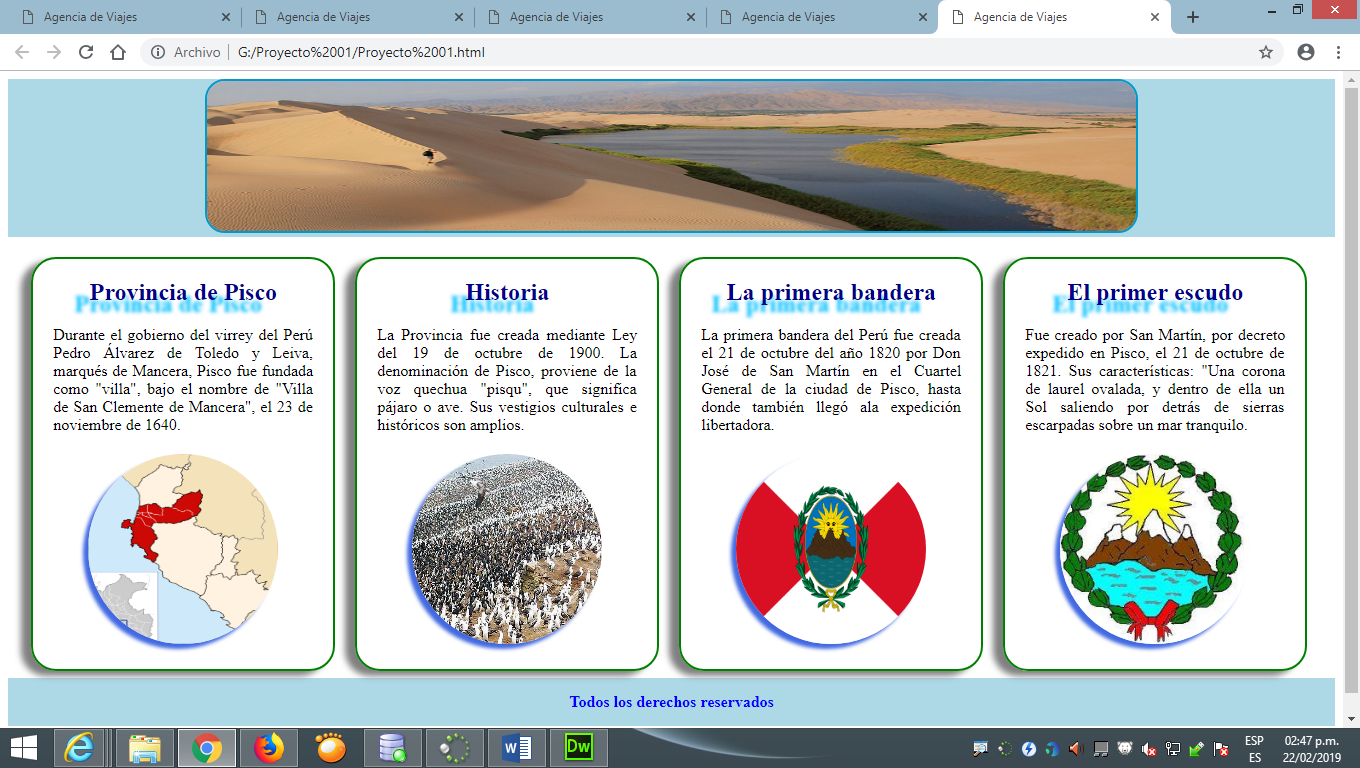 Agencia de Viajes
Agencia de Viajes
Agencia de Viajes
Agencia de Viajes
Agencia de Viajes
Archivo
G:/Proyecto%2001/Proyecto%2001.html
Provincia de Pisco
Durante el gobierno del virrey del Perú
Pedro Álvarez de Toledo y Leiva,
marqués de Mancera, Pisco fue fundada
como "villa", bajo el nombre de "Villa
de San Clemente de Mancera", el 23 de
noviembre de 1640.
Historia
La Provincia fue creada mediante Ley
del 19 de octubre de 1900. La
denominación de Pisco, proviene de la
voz quechua "pisqu", que significa
pájaro o ave. Sus vestigios culturales e
históricos son amplios.
La primera bandera
La primera bandera del Perú fue creada
el 21 de octubre del año 1820 por Don
José de San Martín en el Cuartel
General de la ciudad de Pisco, hasta
donde también llegó ala expedición
libertadora.
El primer escudo
Fue creado por San Martín, por decreto
expedido en Pisco, el 21 de octubre de
1821. Sus características: "Una corona
de laurel ovalada, y dentro de ella un
Sol saliendo por detrás de sierras
escarpadas sobre un mar tranquilo.
Todos los derechos reservados
Dw
ESP
ES
02:47 p.m.
22/02/2019